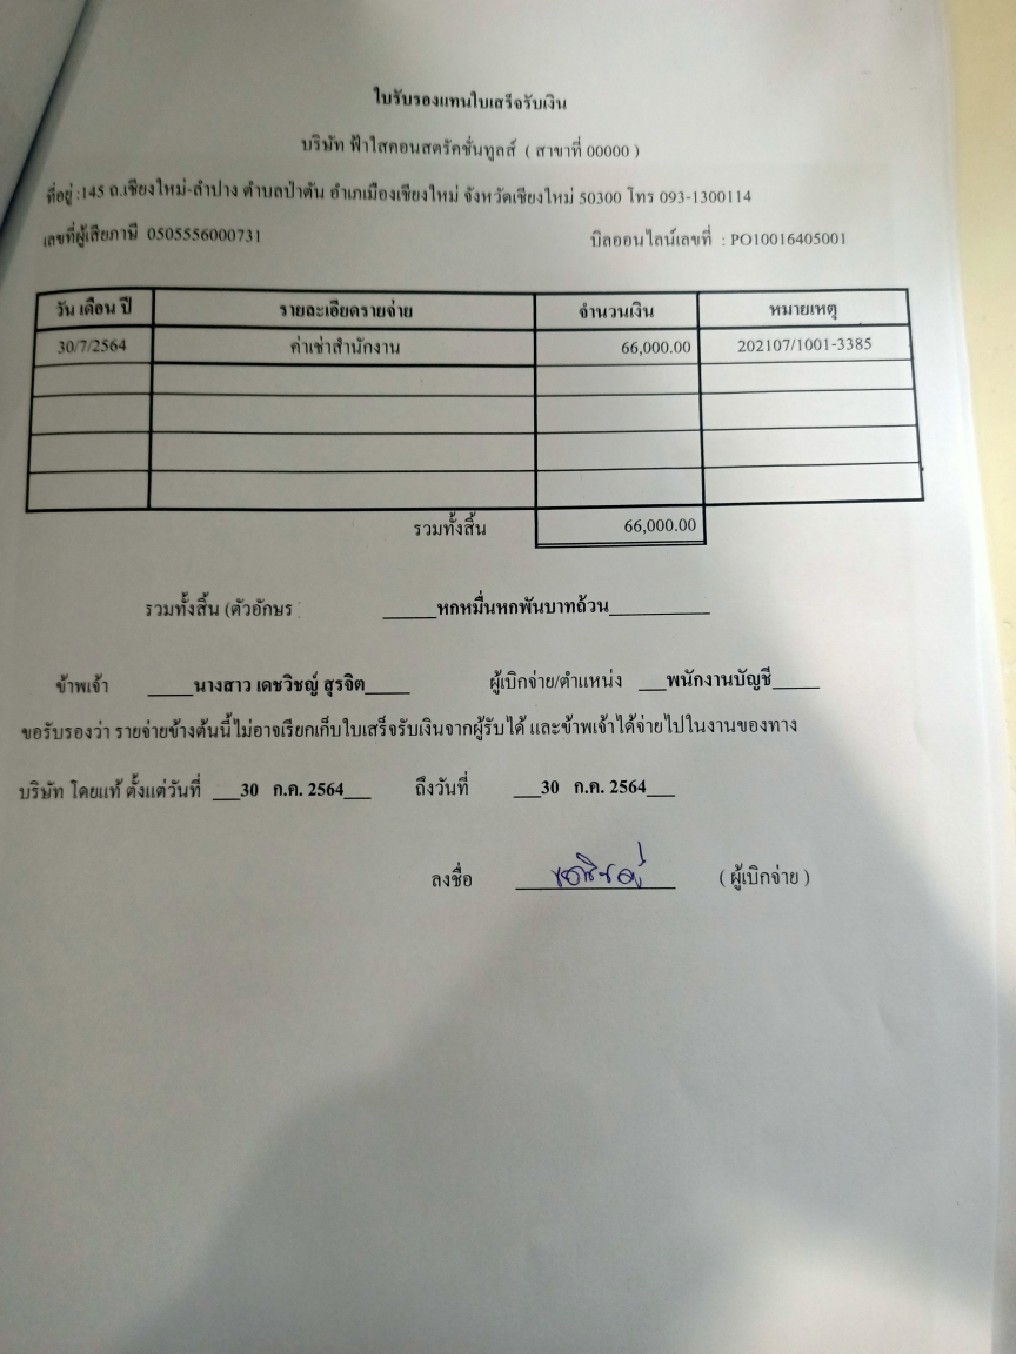 ใบรับรองแทนใบเสร็จรับเงิน
บริษัท ฟ้าใสคอนสตรัคชั่นทูลส์ ( สาขาที่ 00000 )
ที่อยู่ :145 ถ.เชียงใหม่-ลำปาง ตำบลป่าตัน อำเภเมืองเชียงใหม่ จังหวัดเชียงใหม่ 50300 โทร 093-1300114
เลขที่ผู้เสียภาษี 0505556000731 บิลออนไลน์เลขที่ : PO10016405001
วัน เดือน ปี รายละเอียดรายจ่าย จำนวนเงิน หมายเหตุ
30/7/2564 ค่าเช่าสำนักงาน 66,000.00 202107/1001-3385
รวมทั้งสิ้น 66,000.00
รวมทั้งสิ้น (ตัวอักษร : _____หกหมื่นหกพันบาทถ้วน_________
ข้าพเจ้า ____นางสาว เดชวิชญ์ สุรจิต____ ผู้เบิกจ่าย/ตำแหน่ง ___พนักงานบัญชี____
ขอรับรองว่า รายจ่ายข้างต้นนี้ ไม่อาจเรียกเก็บใบเสร็จรับเงินจากผู้รับได้ และข้าพเจ้าได้จ่ายไปในงานของทาง
บริษัท โดยแท้ ตั้งแต่วันที่ ___30 ก.ค. 2564___ ถึงวันที่ ___30 ก.ค. 2564___
ลงชื่อ ( ผู้เบิกจ่าย )